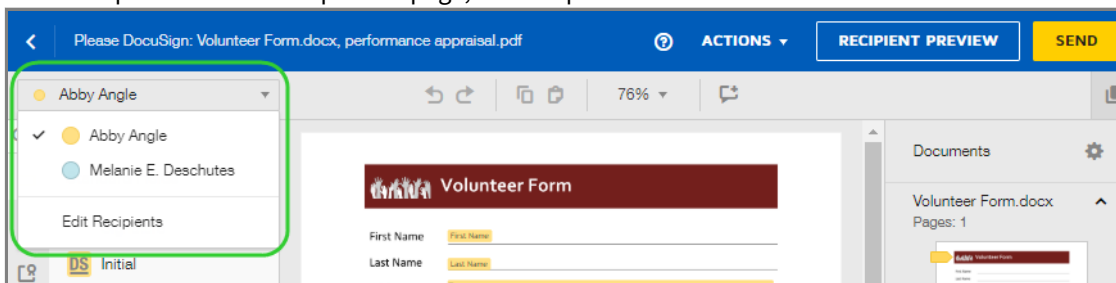 Please DocuSign: Volunteer Form.docx, performance appraisal.pdf
ACTIONS
RECIPIENT PREVIEW
SEND
Abby Angle
76%
Abby Angle
Melanie E. Deschutes
Edit Recipients
DS Initial
Volunteer Form
First Name First Name
Last Name Last Name
Documents
Volunteer Form.docx
Pages: 1
Volunteer Form